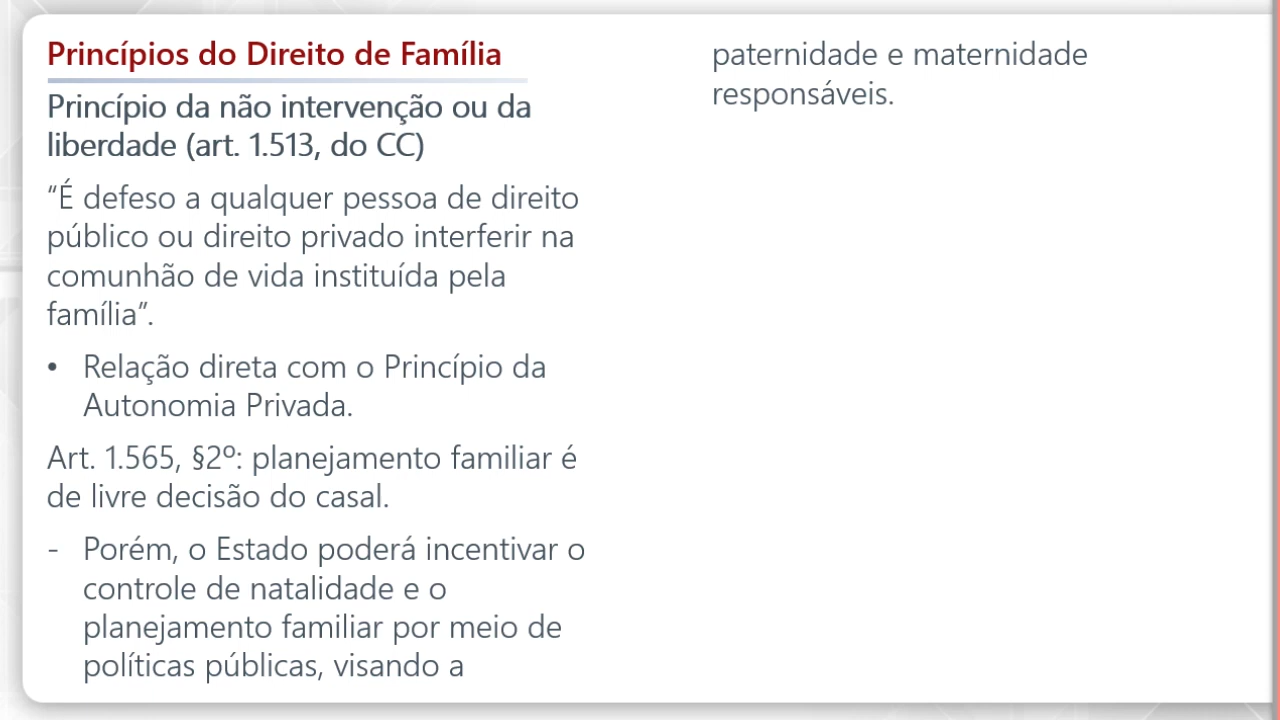 Princípios do Direito de Família
Princípio da não intervenção ou da
liberdade (art. 1.513, do CC)
“É defeso a qualquer pessoa de direito
público ou direito privado interferir na
comunhão de vida instituída pela
família”.
• Relação direta com o Princípio da
Autonomia Privada.
Art. 1.565, §2º: planejamento familiar é
de livre decisão do casal.
- Porém, o Estado poderá incentivar o
controle de natalidade e o
planejamento familiar por meio de
políticas públicas, visando a
paternidade e maternidade
responsáveis.